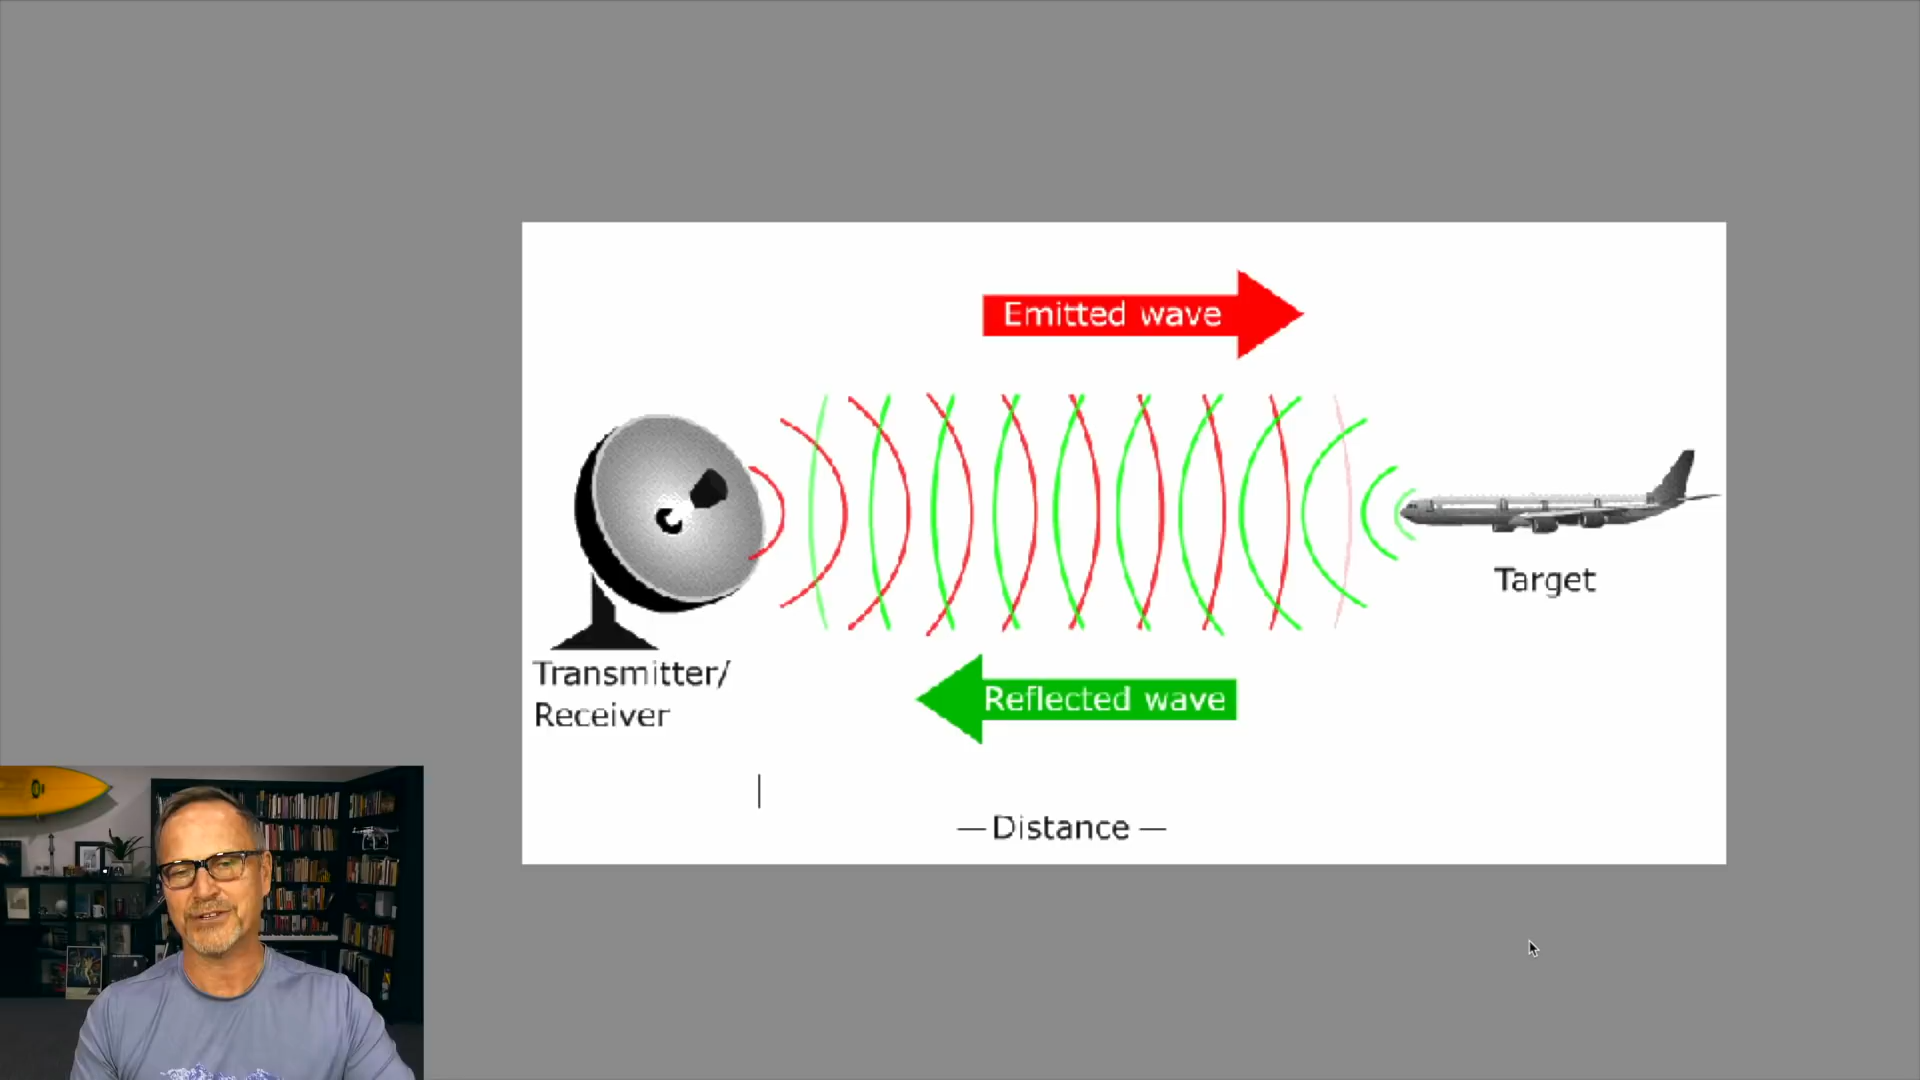 Emitted wave
Target
Transmitter/
Receiver
Reflected wave
Distance